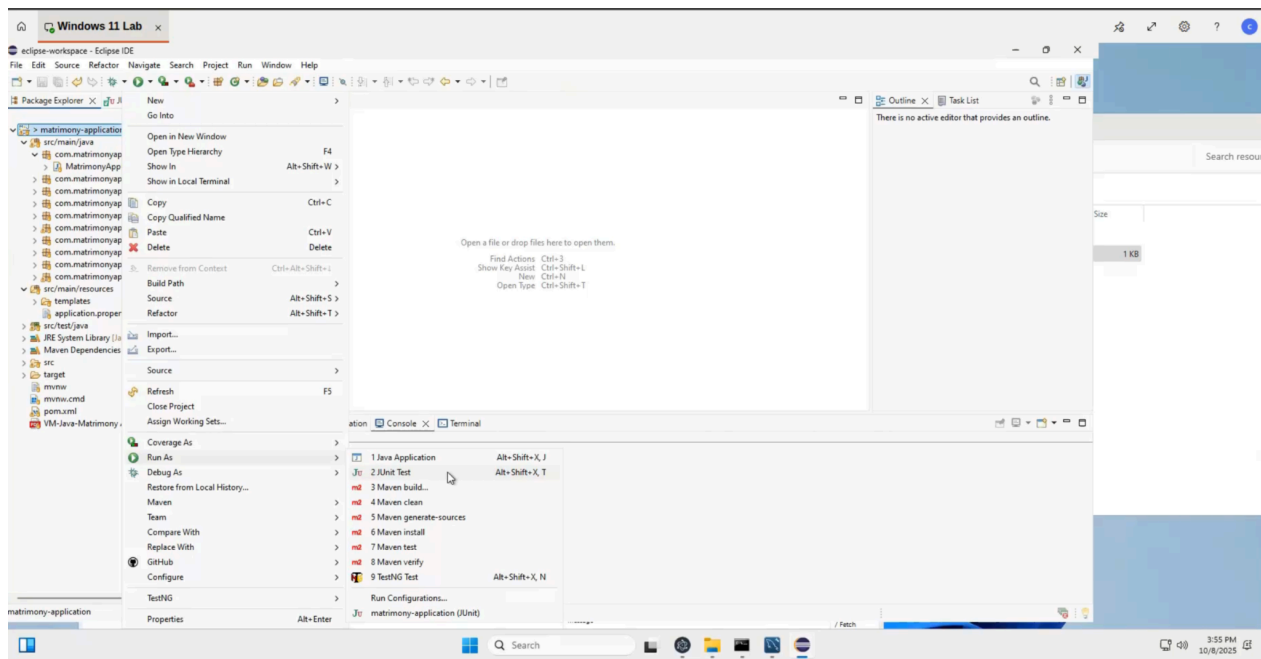 Windows 11 Lab
eclipse-workspace - Eclipse IDE
File Edit Source Refactor Navigate Search Project Run Window Help
Package Explorer
> matrimony-application
src/main/java
com.matrimonyap
MatrimonyApp
com.matrimonyap
com.matrimonyap
com.matrimonyap
com.matrimonyap
com.matrimonyap
com.matrimonyap
com.matrimonyap
com.matrimonyap
com.matrimonyap
src/main/resources
templates
application.proper
src/test/java
JRE System Library [Ja
Maven Dependencies
src
target
mvnw
mvnw.cmd
pom.xml
VM-Java-Matrimony
New
Go Into
Open in New Window
Open Type Hierarchy F4
Show In Alt+Shift+W >
Show in Local Terminal
Copy Ctrl+C
Copy Qualified Name
Paste Ctrl+V
Delete Delete
Remove from Context
Build Path
Source Alt+Shift+S >
Refactor Alt+Shift+T >
Import...
Export...
Source
Refresh F5
Close Project
Assign Working Sets...
Coverage As
Run As
Debug As
Restore from Local History...
Maven
Team
Compare With
Replace With
GitHub
Configure
TestNG
Properties Alt+Enter
1 Java Application Alt+Shift+X, J
2 JUnit Test Alt+Shift+X, T
3 Maven build...
4 Maven clean
5 Maven generate-sources
6 Maven install
7 Maven test
8 Maven verify
9 TestNG Test Alt+Shift+X, N
Run Configurations...
matrimony-application (JUnit)
Open a file or drop files here to open them.
Find Actions Ctrl+3
Show Key Assist Ctrl+Shift+L
New Ctrl+N
Open Type Ctrl+Shift+T
ation Console Terminal
Outline Task List
There is no active editor that provides an outline.
Search resou
Size
1 KB
matrimony-application
/ Fetch
Search
3:55 PM
10/8/2025